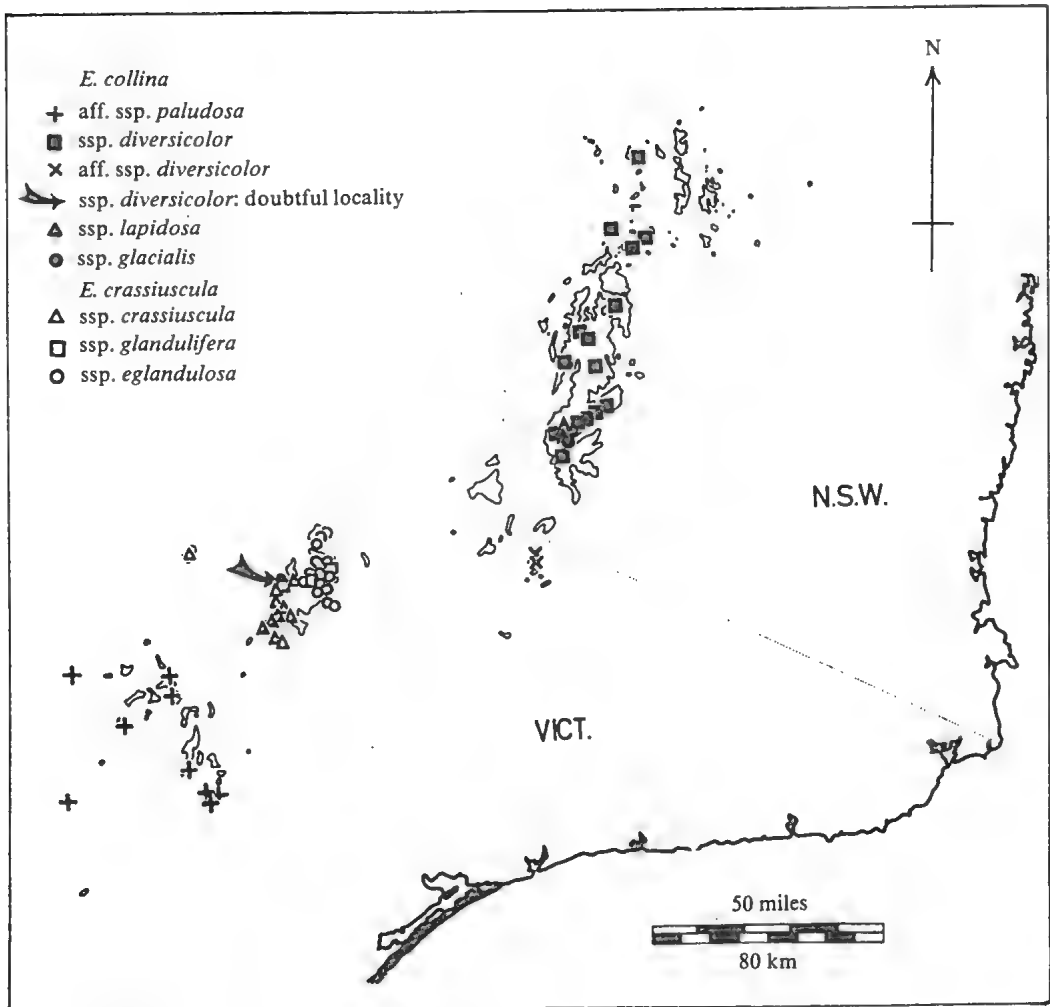 N
E. collina
aff. ssp. paludosa
ssp. diversicolor
aff. ssp. diversicolor
ssp. diversicolor: doubtful locality
ssp. lapidosa
ssp. glacialis
E. crassiuscula
ssp. crassiuscula
ssp. glandulifera
ssp. eglandulosa
N.S.W.
VICT.
50 miles
80 km